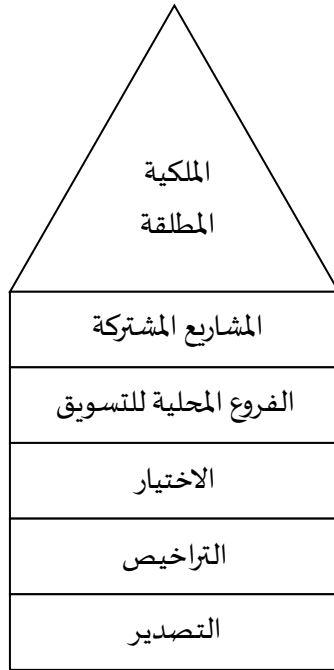 الملكية
المطلقة
المشاريع المشتركة
الفروع المحلية للتسويق
الاختيار
التراخيص
التصدير